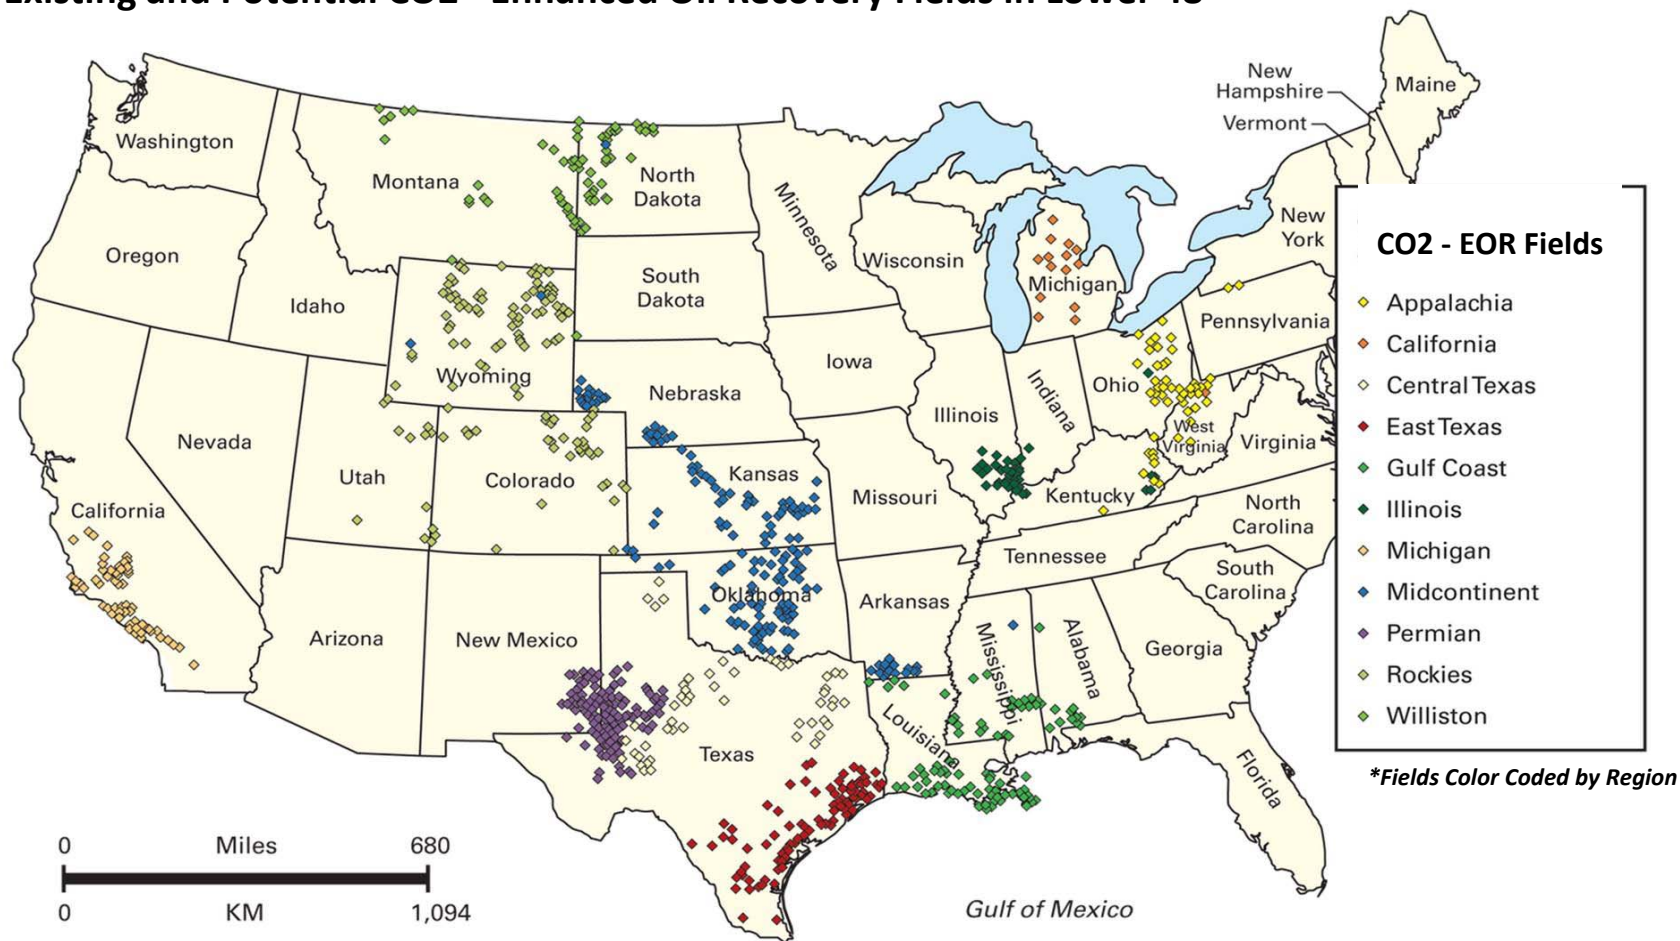 Existing and Potential CO2 - Enhanced Oil Recovery Fields in Lower 48
Maine
New
Hampshire
Vermont
Washington
Montana
North
Dakota
Minnesota
New
York
Oregon
Idaho
South
Dakota
Wisconsin
Michigan
Pennsylvania
Wyoming
Nebraska
Iowa
Illinois
Indiana
Ohio
West
Virginia
Virginia
Nevada
Utah
Colorado
Kansas
Missouri
Kentucky
California
North
Carolina
Tennessee
South
Carolina
Arizona
New Mexico
Oklahoma
Arkansas
Mississippi
Alabama
Georgia
Texas
Louisiana
Florida
Gulf of Mexico
CO2 - EOR Fields
Appalachia
California
Central Texas
East Texas
Gulf Coast
Illinois
Michigan
Midcontinent
Permian
Rockies
Williston
*Fields Color Coded by Region
0 Miles 680
0 KM 1,094